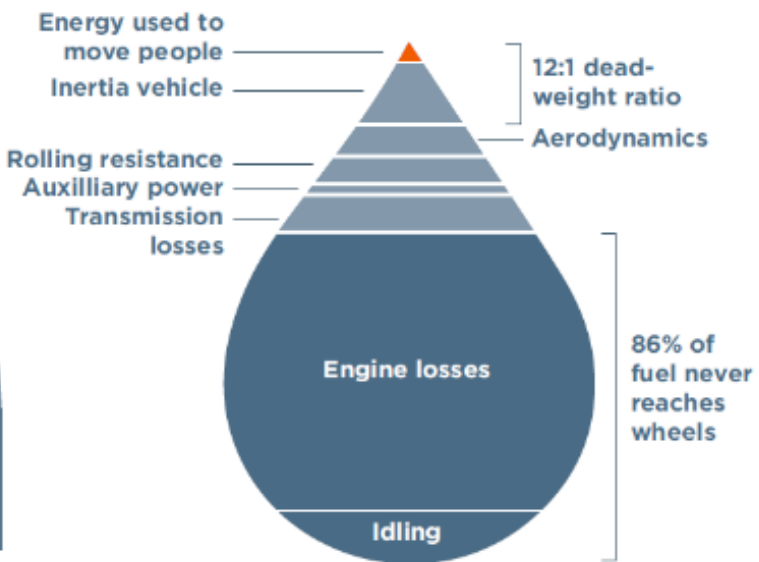 Energy used to
move people
Inertia vehicle
12:1 dead-
weight ratio
Aerodynamics
Rolling resistance
Auxilliary power
Transmission
losses
Engine losses
86% of
fuel never
reaches
wheels
Idling